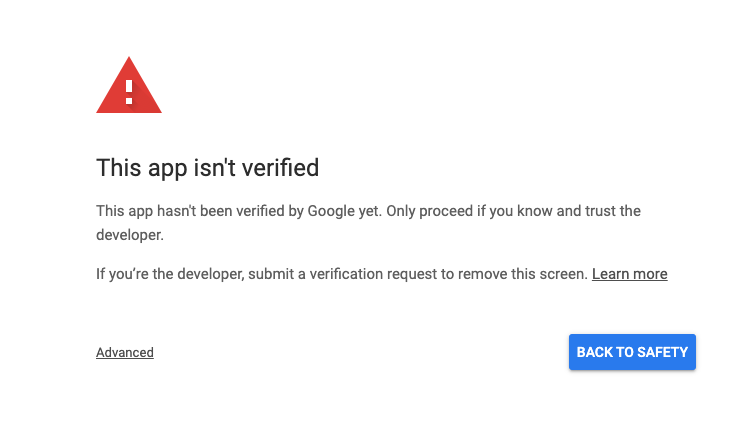 This app isn't verified
This app hasn't been verified by Google yet. Only proceed if you know and trust the
developer.
If you’re the developer, submit a verification request to remove this screen. Learn more
Advanced
BACK TO SAFETY